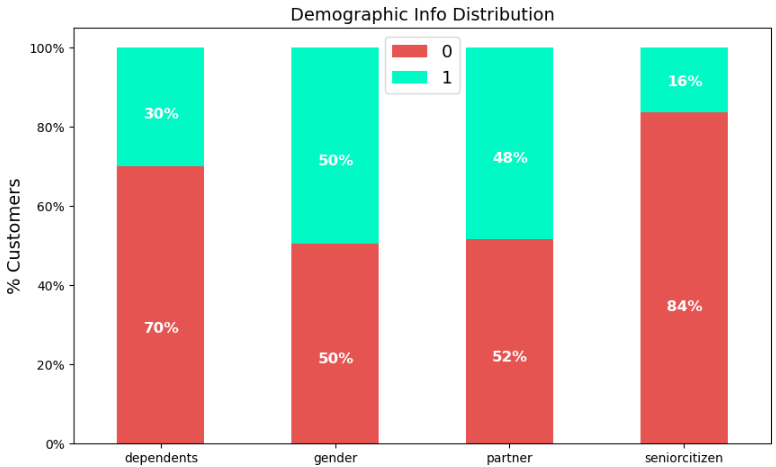 Demographic Info Distribution
% Customers
100%
80%
60%
40%
20%
0%
0
1
30%
50%
48%
16%
70%
50%
52%
84%
dependents
gender
partner
seniorcitizen